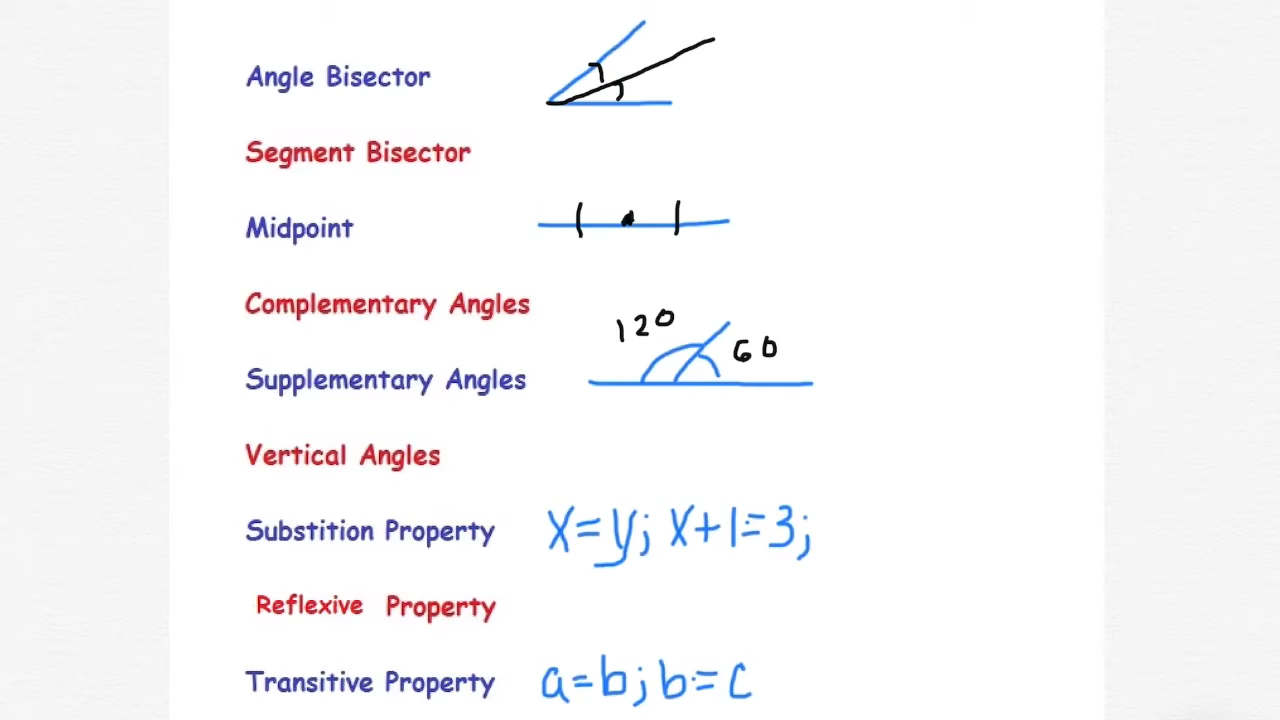 Angle Bisector
Segment Bisector
Midpoint
Complementary Angles
120
60
Supplementary Angles
Vertical Angles
Substition Property x=y; x+1=3;
Reflexive Property
Transitive Property a=b; b=c